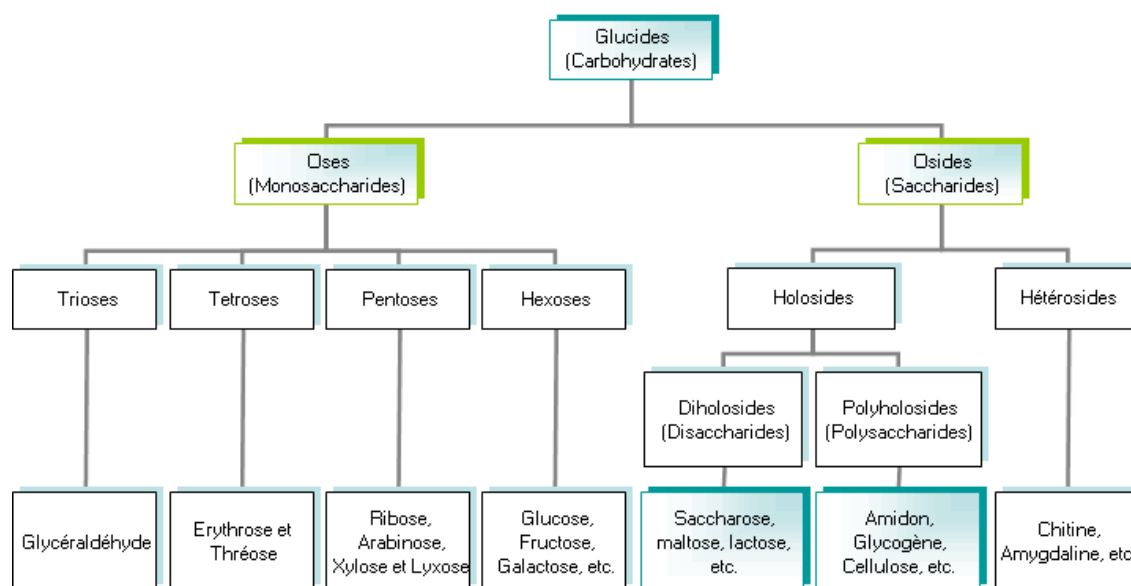 Glucides
(Carbohydrates)
Oses
(Monosaccharides)
Osides
(Saccharides)
Trioses
Tetroses
Pentoses
Hexoses
Holosides
Hétérosides
Diholosides
(Disaccharides)
Polyholosides
(Polysaccharides)
Glycéraldéhyde
Erythrose et
Thréose
Ribose,
Arabinose,
Xylose et Lyxose
Glucose,
Fructose,
Galactose, etc.
Saccharose,
maltose, lactose,
etc.
Amidon,
Glycogène,
Cellulose, etc.
Chitine,
Amygdaline, etc